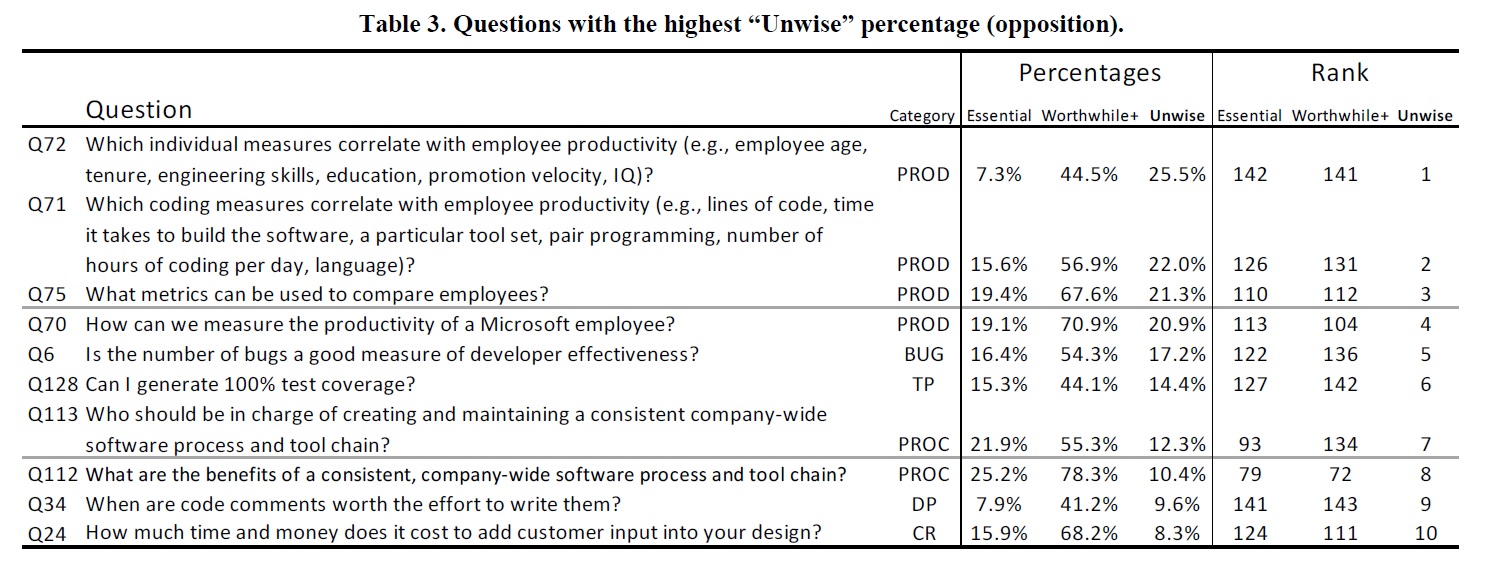 Table 3. Questions with the highest “Unwise” percentage (opposition).
Percentages Rank
Question Category Essential Worthwhile+ Unwise Essential Worthwhile+ Unwise
Q72 Which individual measures correlate with employee productivity (e.g., employee age,
tenure, engineering skills, education, promotion velocity, IQ)? PROD 7.3% 44.5% 25.5% 142 141 1
Q71 Which coding measures correlate with employee productivity (e.g., lines of code, time
it takes to build the software, a particular tool set, pair programming, number of
hours of coding per day, language)? PROD 15.6% 56.9% 22.0% 126 131 2
Q75 What metrics can be used to compare employees? PROD 19.4% 67.6% 21.3% 110 112 3
Q70 How can we measure the productivity of a Microsoft employee? PROD 19.1% 70.9% 20.9% 113 104 4
Q6 Is the number of bugs a good measure of developer effectiveness? BUG 16.4% 54.3% 17.2% 122 136 5
Q128 Can I generate 100% test coverage? TP 15.3% 44.1% 14.4% 127 142 6
Q113 Who should be in charge of creating and maintaining a consistent company-wide
software process and tool chain? PROC 21.9% 55.3% 12.3% 93 134 7
Q112 What are the benefits of a consistent, company-wide software process and tool chain? PROC 25.2% 78.3% 10.4% 79 72 8
Q34 When are code comments worth the effort to write them? DP 7.9% 41.2% 9.6% 141 143 9
Q24 How much time and money does it cost to add customer input into your design? CR 15.9% 68.2% 8.3% 124 111 10